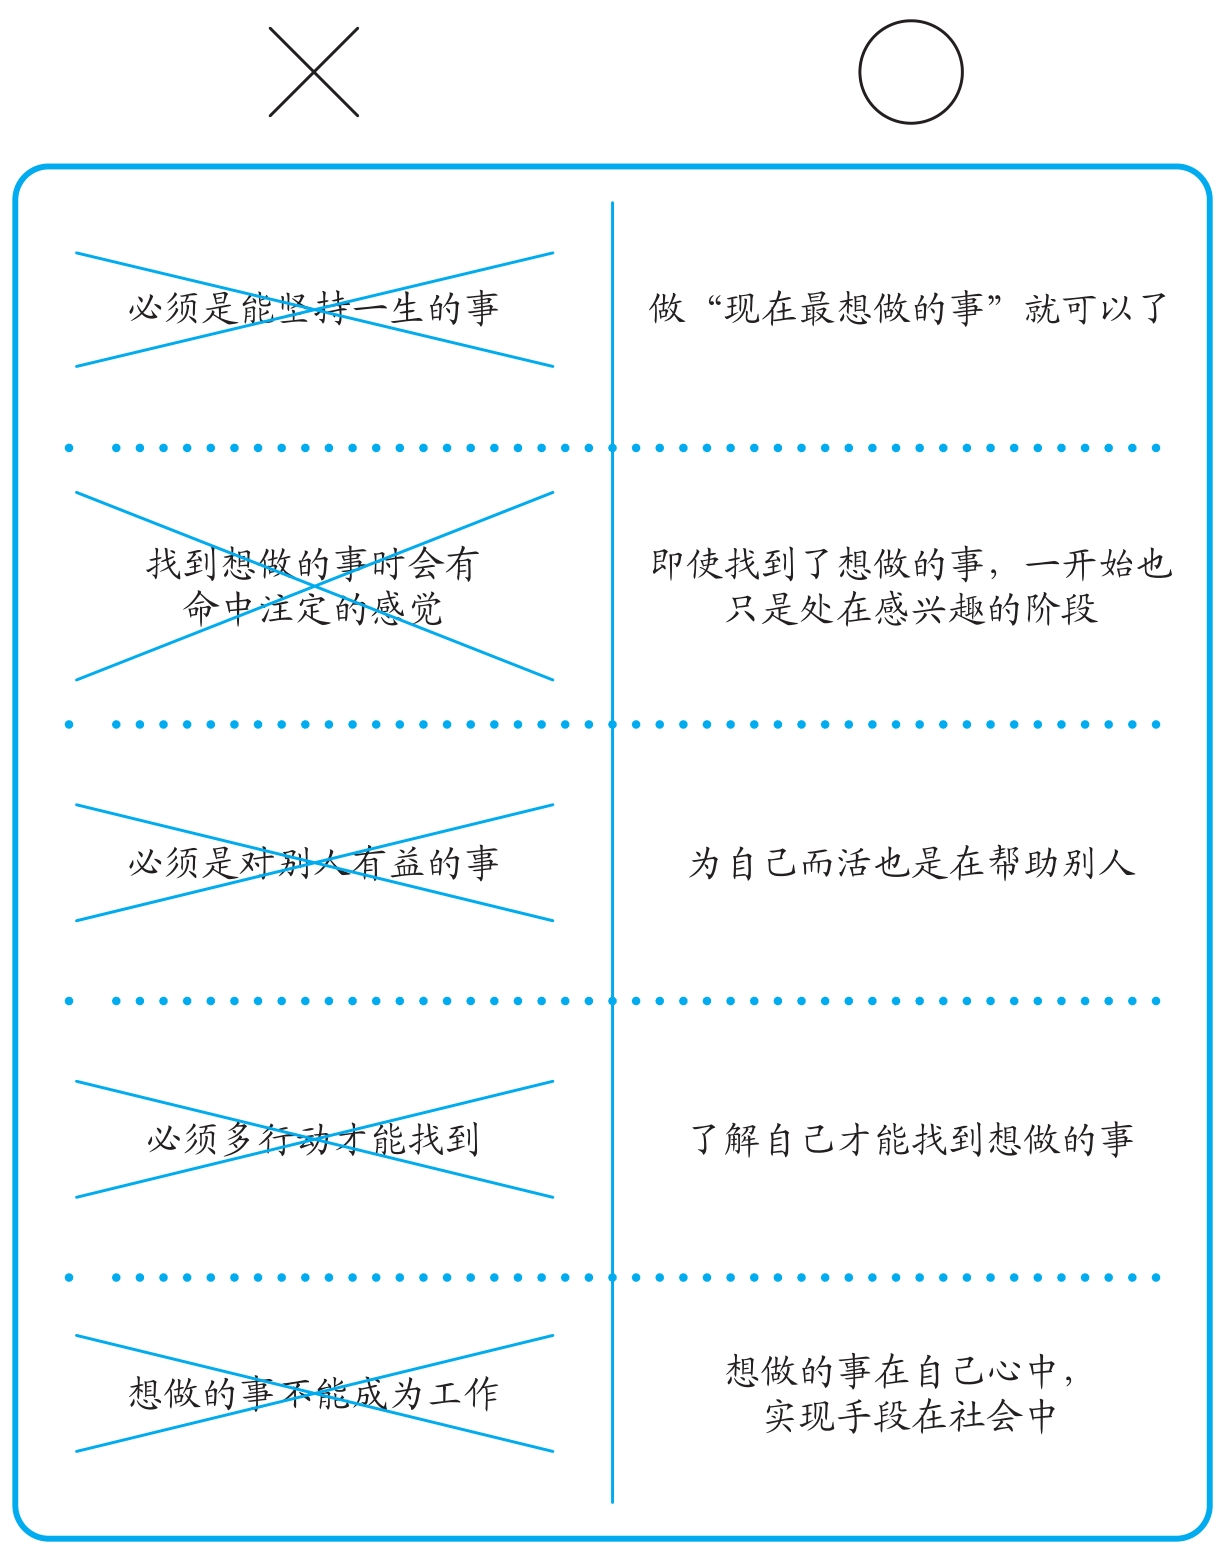 必须是能坚持一生的事
做“现在最想做的事”就可以了
找到想做的事时会有
命中注定的感觉
即使找到了想做的事，一开始也
只是处在感兴趣的阶段
必须是对别人有益的事
为自己而活也是在帮助别人
必须多行动才能找到
了解自己才能找到想做的事
想做的事不能成为工作
想做的事在自己心中，
实现手段在社会中